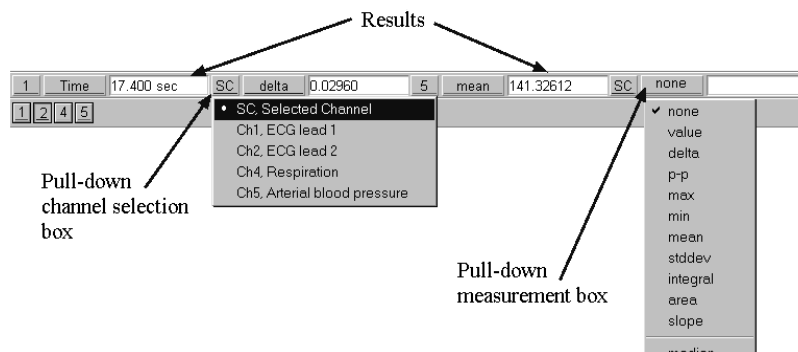 Results
1 Time 17.400 sec SC delta 0.02960 5 mean 141.32612 SC none
1 2 4 5
• SC, Selected Channel
Ch1, ECG lead 1
Ch2, ECG lead 2
Ch4, Respiration
Ch5, Arterial blood pressure
Pull-down
channel selection
box
✓ none
value
delta
p-p
max
min
mean
stddev
integral
area
slope
Pull-down
measurement box